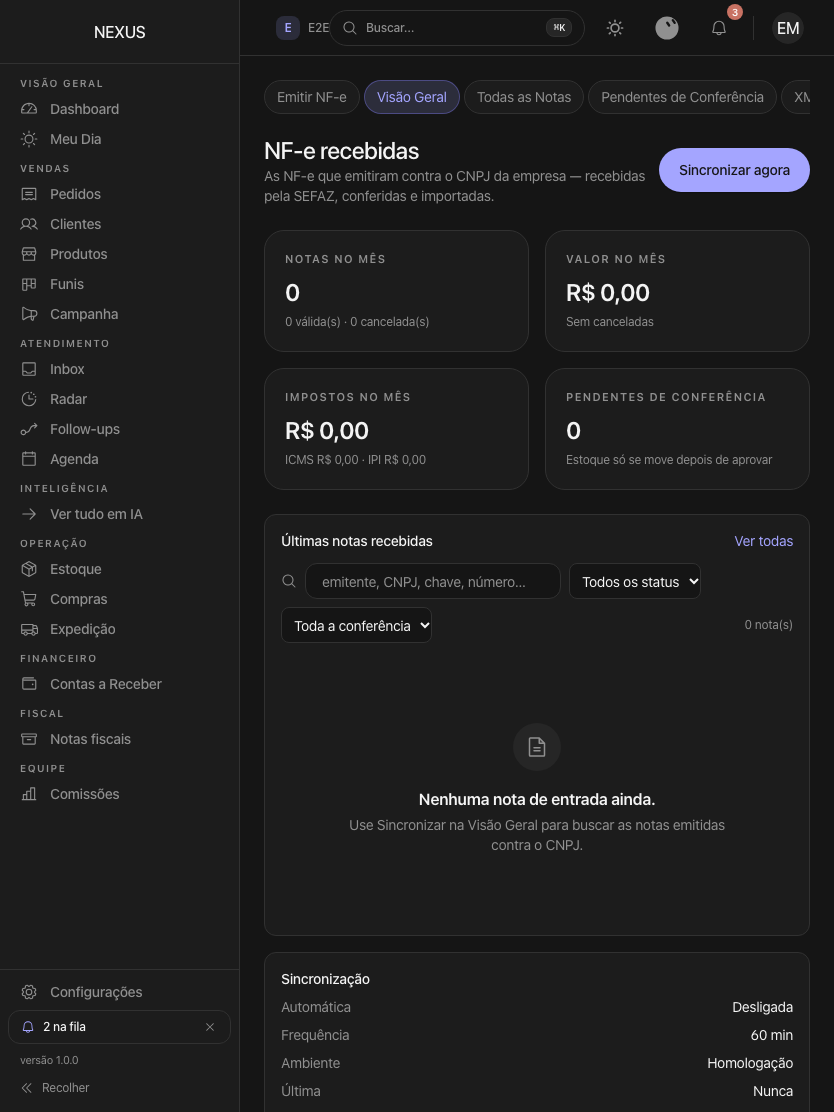 NEXUS
VISÃO GERAL
Dashboard
Meu Dia
VENDAS
Pedidos
Clientes
Produtos
Funis
Campanha
ATENDIMENTO
Inbox
Radar
Follow-ups
Agenda
INTELIGÊNCIA
Ver tudo em IA
OPERAÇÃO
Estoque
Compras
Expedição
FINANCEIRO
Contas a Receber
FISCAL
Notas fiscais
EQUIPE
Comissões
Configurações
2 na fila
versão 1.0.0
Recolher
E E2E Buscar... ⌘K 3 EM
Emitir NF-e Visão Geral Todas as Notas Pendentes de Conferência XM
NF-e recebidas
As NF-e que emitiram contra o CNPJ da empresa — recebidas
pela SEFAZ, conferidas e importadas.
Sincronizar agora
NOTAS NO MÊS
0
0 válida(s) · 0 cancelada(s)
VALOR NO MÊS
R$ 0,00
Sem canceladas
IMPOSTOS NO MÊS
R$ 0,00
ICMS R$ 0,00 · IPI R$ 0,00
PENDENTES DE CONFERÊNCIA
0
Estoque só se move depois de aprovar
Últimas notas recebidas Ver todas
emitente, CNPJ, chave, número... Todos os status
Toda a conferência 0 nota(s)
Nenhuma nota de entrada ainda.
Use Sincronizar na Visão Geral para buscar as notas emitidas
contra o CNPJ.
Sincronização
Automática Desligada
Frequência 60 min
Ambiente Homologação
Última Nunca